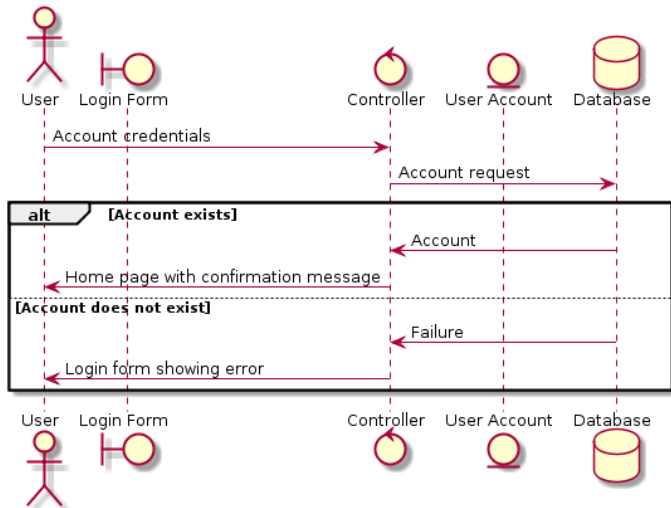 User Login Form Controller User Account Database
Account credentials
Account request
alt [Account exists]
Account
Home page with confirmation message
[Account does not exist]
Failure
Login form showing error
User Login Form Controller User Account Database